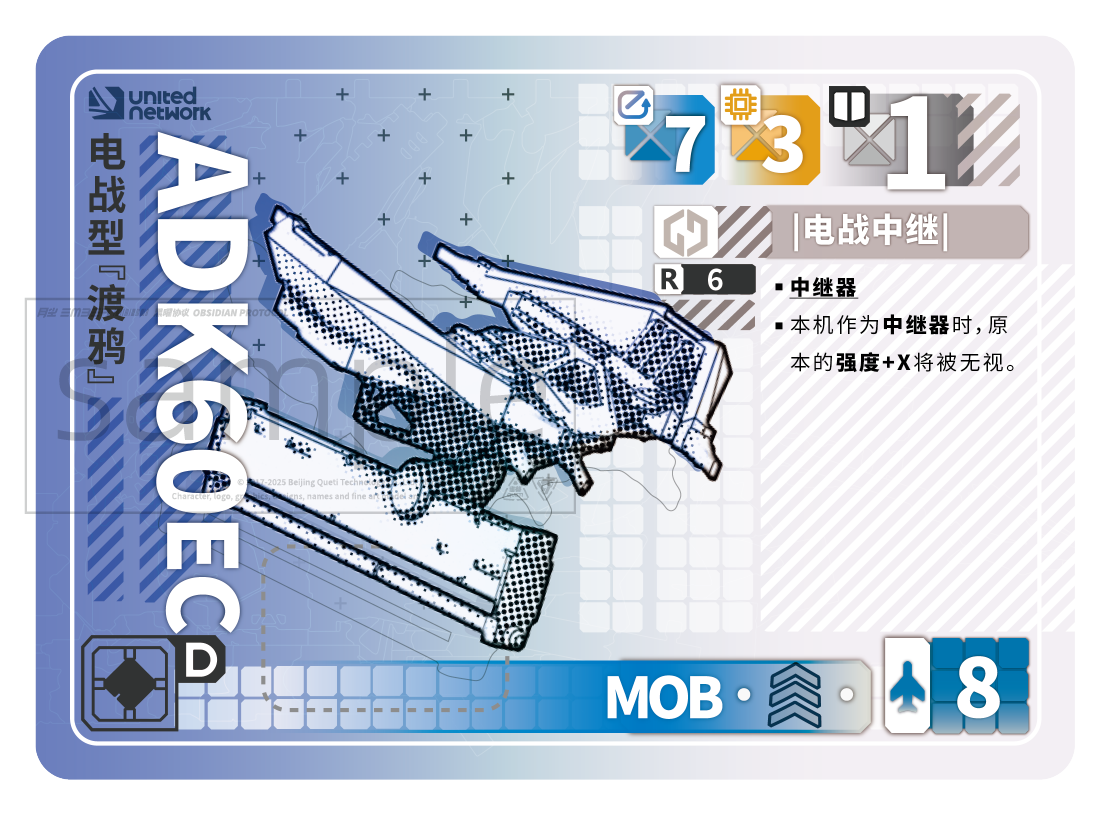 UNITED
NETWORK
电战型『渡鸦』
ADK60EC
7
3
1
|电战中继|
R 6
▪ 中继器
▪ 本机作为中继器时，原
本的强度+X将被无视。
OBSIDIAN PROTOCOL
sample
D
MOB
8